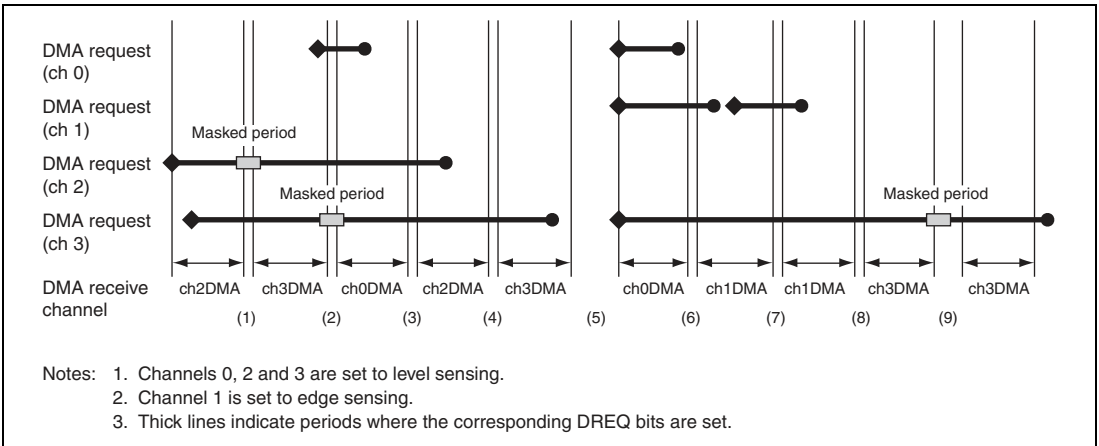 DMA request
(ch 0)
DMA request
(ch 1)
Masked period
DMA request
(ch 2)
Masked period
Masked period
DMA request
(ch 3)
DMA receive
channel
ch2DMA ch3DMA ch0DMA ch2DMA ch3DMA ch0DMA ch1DMA ch1DMA ch3DMA ch3DMA
(1) (2) (3) (4) (5) (6) (7) (8) (9)
Notes: 1. Channels 0, 2 and 3 are set to level sensing.
2. Channel 1 is set to edge sensing.
3. Thick lines indicate periods where the corresponding DREQ bits are set.